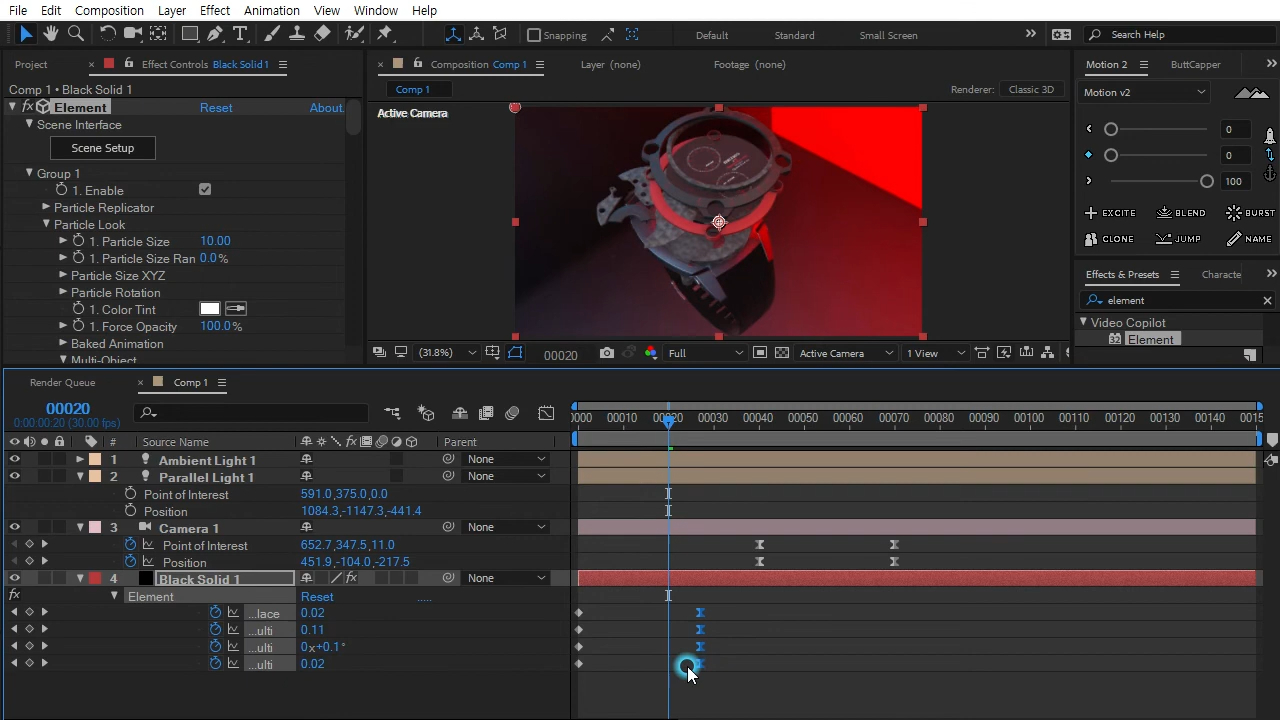 File Edit Composition Layer Effect Animation View Window Help
Snapping Default Standard Small Screen Search Help
Project Effect Controls Black Solid 1 Composition Comp 1 Layer (none) Footage (none) Motion 2 ButtCapper
Comp 1 • Black Solid 1 Comp 1 Renderer: Classic 3D Motion v2
fx Element Reset About.
Active Camera
Scene Interface
Scene Setup
Group 1
1. Enable
Particle Replicator
Particle Look
1. Particle Size 10.00
1. Particle Size Ran 0.0%
Particle Size XYZ
Particle Rotation
1. Color Tint
1. Force Opacity 100.0%
Baked Animation
Multi-Object
0
0
100
EXCITE BLEND BURST
CLONE JUMP NAME
Effects & Presets Characte
element
Video Copilot
32 Element
(31.8%) 00020 Full Active Camera 1 View
Render Queue Comp 1
00020
0:00:00:20 (30.00 fps)
0000 00010 00020 00030 00040 00050 00060 00070 00080 00090 00100 00110 00120 00130 00140 0015
# Source Name fx Parent
1 Ambient Light 1 None
2 Parallel Light 1 None
Point of Interest 591.0,375.0,0.0
Position 1084.3,-1147.3,-441.4
3 Camera 1 None
Point of Interest 652.7,347.5,11.0
Position 451.9,-104.0,-217.5
4 Black Solid 1 fx None
fx Element Reset .....
...lace 0.02
...ulti 0.11
...ulti 0x+0.1°
...ulti 0.02